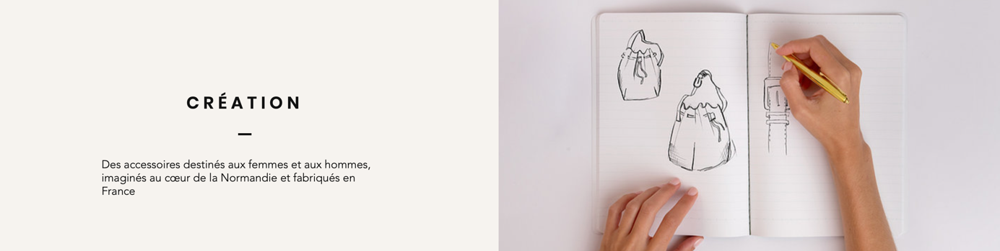 CRÉATION
Des accessoires destinés aux femmes et aux hommes,
imaginés au cœur de la Normandie et fabriqués en
France